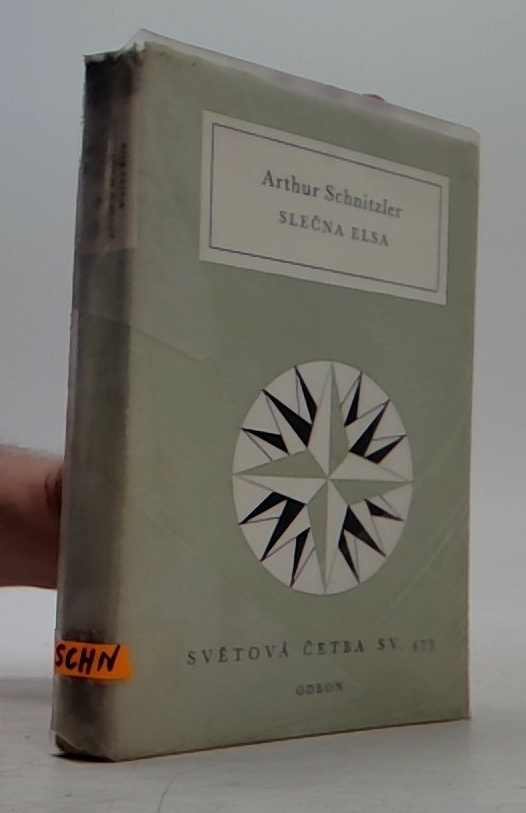 Arthur Schnitzler
SLEČNA ELSA
SVĚTOVÁ ČETBA SV.
ODEON
SCHN